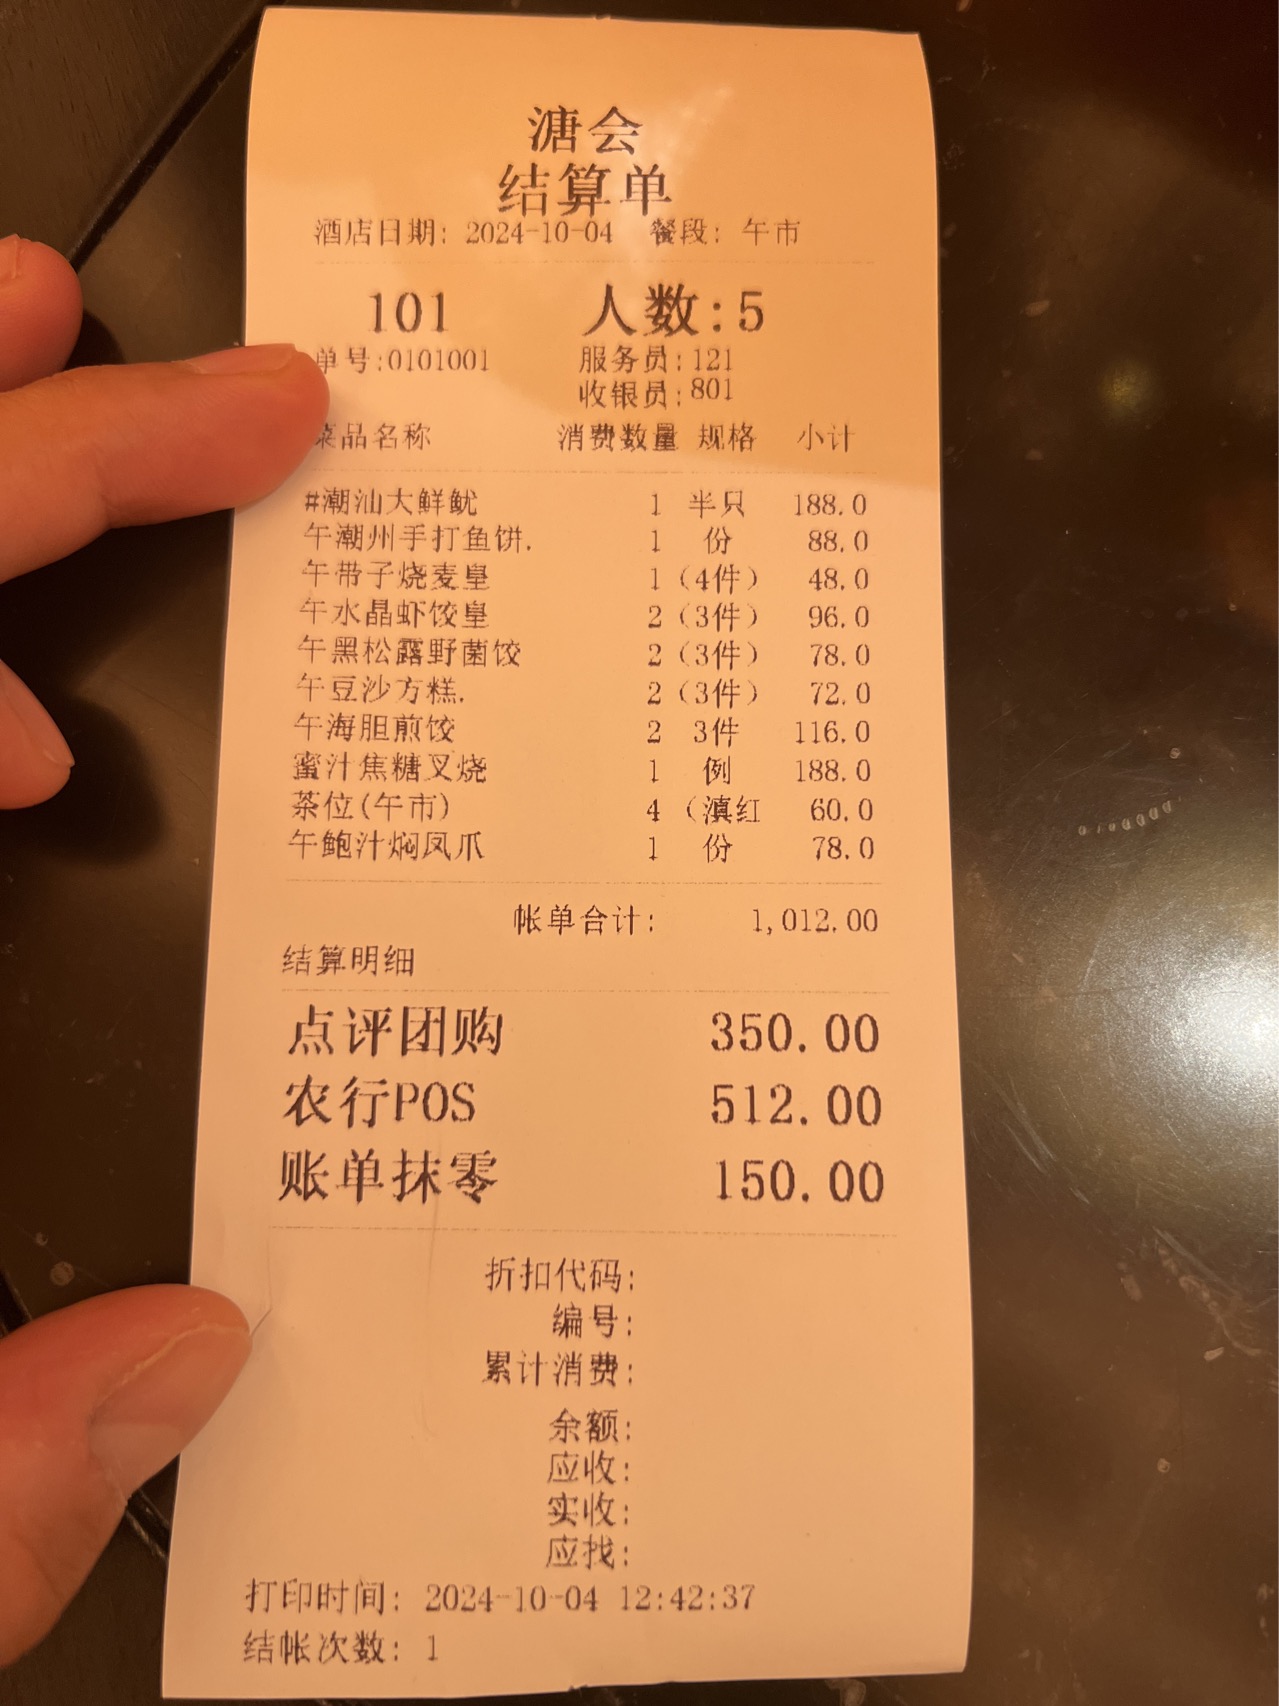 溏会
结算单
酒店日期: 2024-10-04 餐段: 午市
101 人数:5
单号:0101001 服务员:121
收银员:801
菜品名称 消费数量 规格 小计
#潮汕大鲜鱿 1 半只 188.0
午潮州手打鱼饼. 1 份 88.0
午带子烧麦皇 1 (4件) 48.0
午水晶虾饺皇 2 (3件) 96.0
午黑松露野菌饺 2 (3件) 78.0
午豆沙方糕. 2 (3件) 72.0
午海胆煎饺 2 3件 116.0
蜜汁焦糖叉烧 1 例 188.0
茶位(午市) 4 (滇红 60.0
午鲍汁焖凤爪 1 份 78.0
帐单合计: 1,012.00
结算明细
点评团购 350.00
农行POS 512.00
账单抹零 150.00
折扣代码:
编号:
累计消费:
余额:
应收:
实收:
应找:
打印时间: 2024-10-04 12:42:37
结帐次数: 1